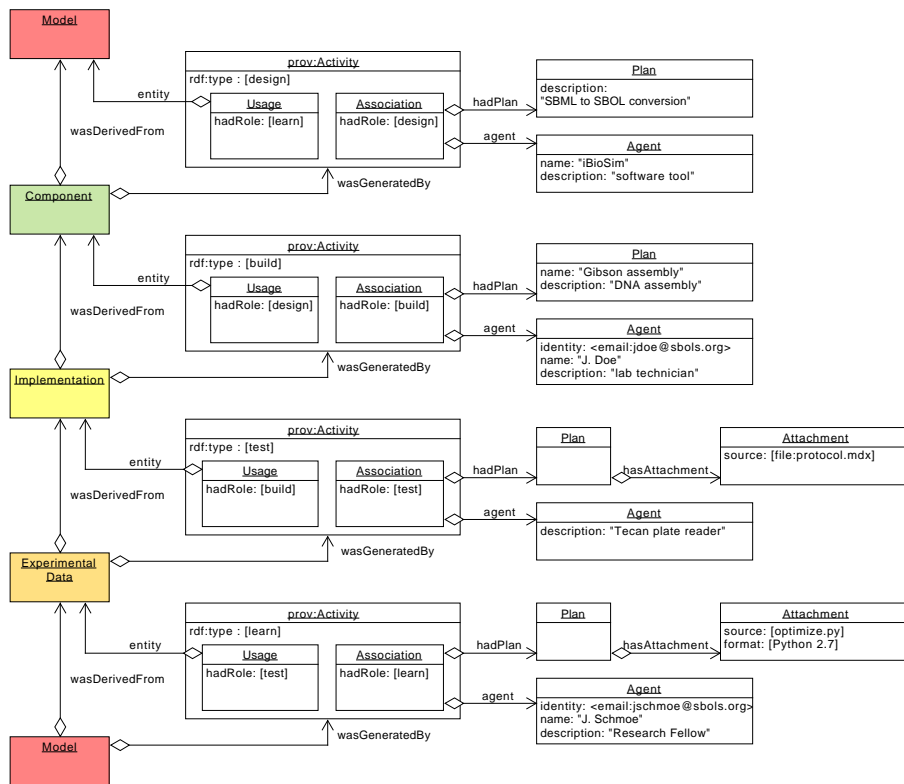 Model
prov:Activity
rdf:type : [design]
Usage
hadRole: [learn]
Association
hadRole: [design]
entity
wasDerivedFrom
hadPlan
Plan
description:
"SBML to SBOL conversion"
agent
Agent
name: "iBioSim"
description: "software tool"
wasGeneratedBy
Component
prov:Activity
rdf:type : [build]
Usage
hadRole: [design]
Association
hadRole: [build]
entity
wasDerivedFrom
hadPlan
Plan
name: "Gibson assembly"
description: "DNA assembly"
agent
Agent
identity: <email:jdoe@sbols.org>
name: "J. Doe"
description: "lab technician"
wasGeneratedBy
Implementation
prov:Activity
rdf:type : [test]
Usage
hadRole: [build]
Association
hadRole: [test]
entity
wasDerivedFrom
hadPlan
Plan
hasAttachment
Attachment
source: [file:protocol.mdx]
agent
Agent
description: "Tecan plate reader"
wasGeneratedBy
Experimental
Data
prov:Activity
rdf:type : [learn]
Usage
hadRole: [test]
Association
hadRole: [learn]
entity
wasDerivedFrom
hadPlan
Plan
hasAttachment
Attachment
source: [optimize.py]
format: [Python 2.7]
agent
Agent
identity: <email:jschmoe@sbols.org>
name: "J. Schmoe"
description: "Research Fellow"
wasGeneratedBy
Model